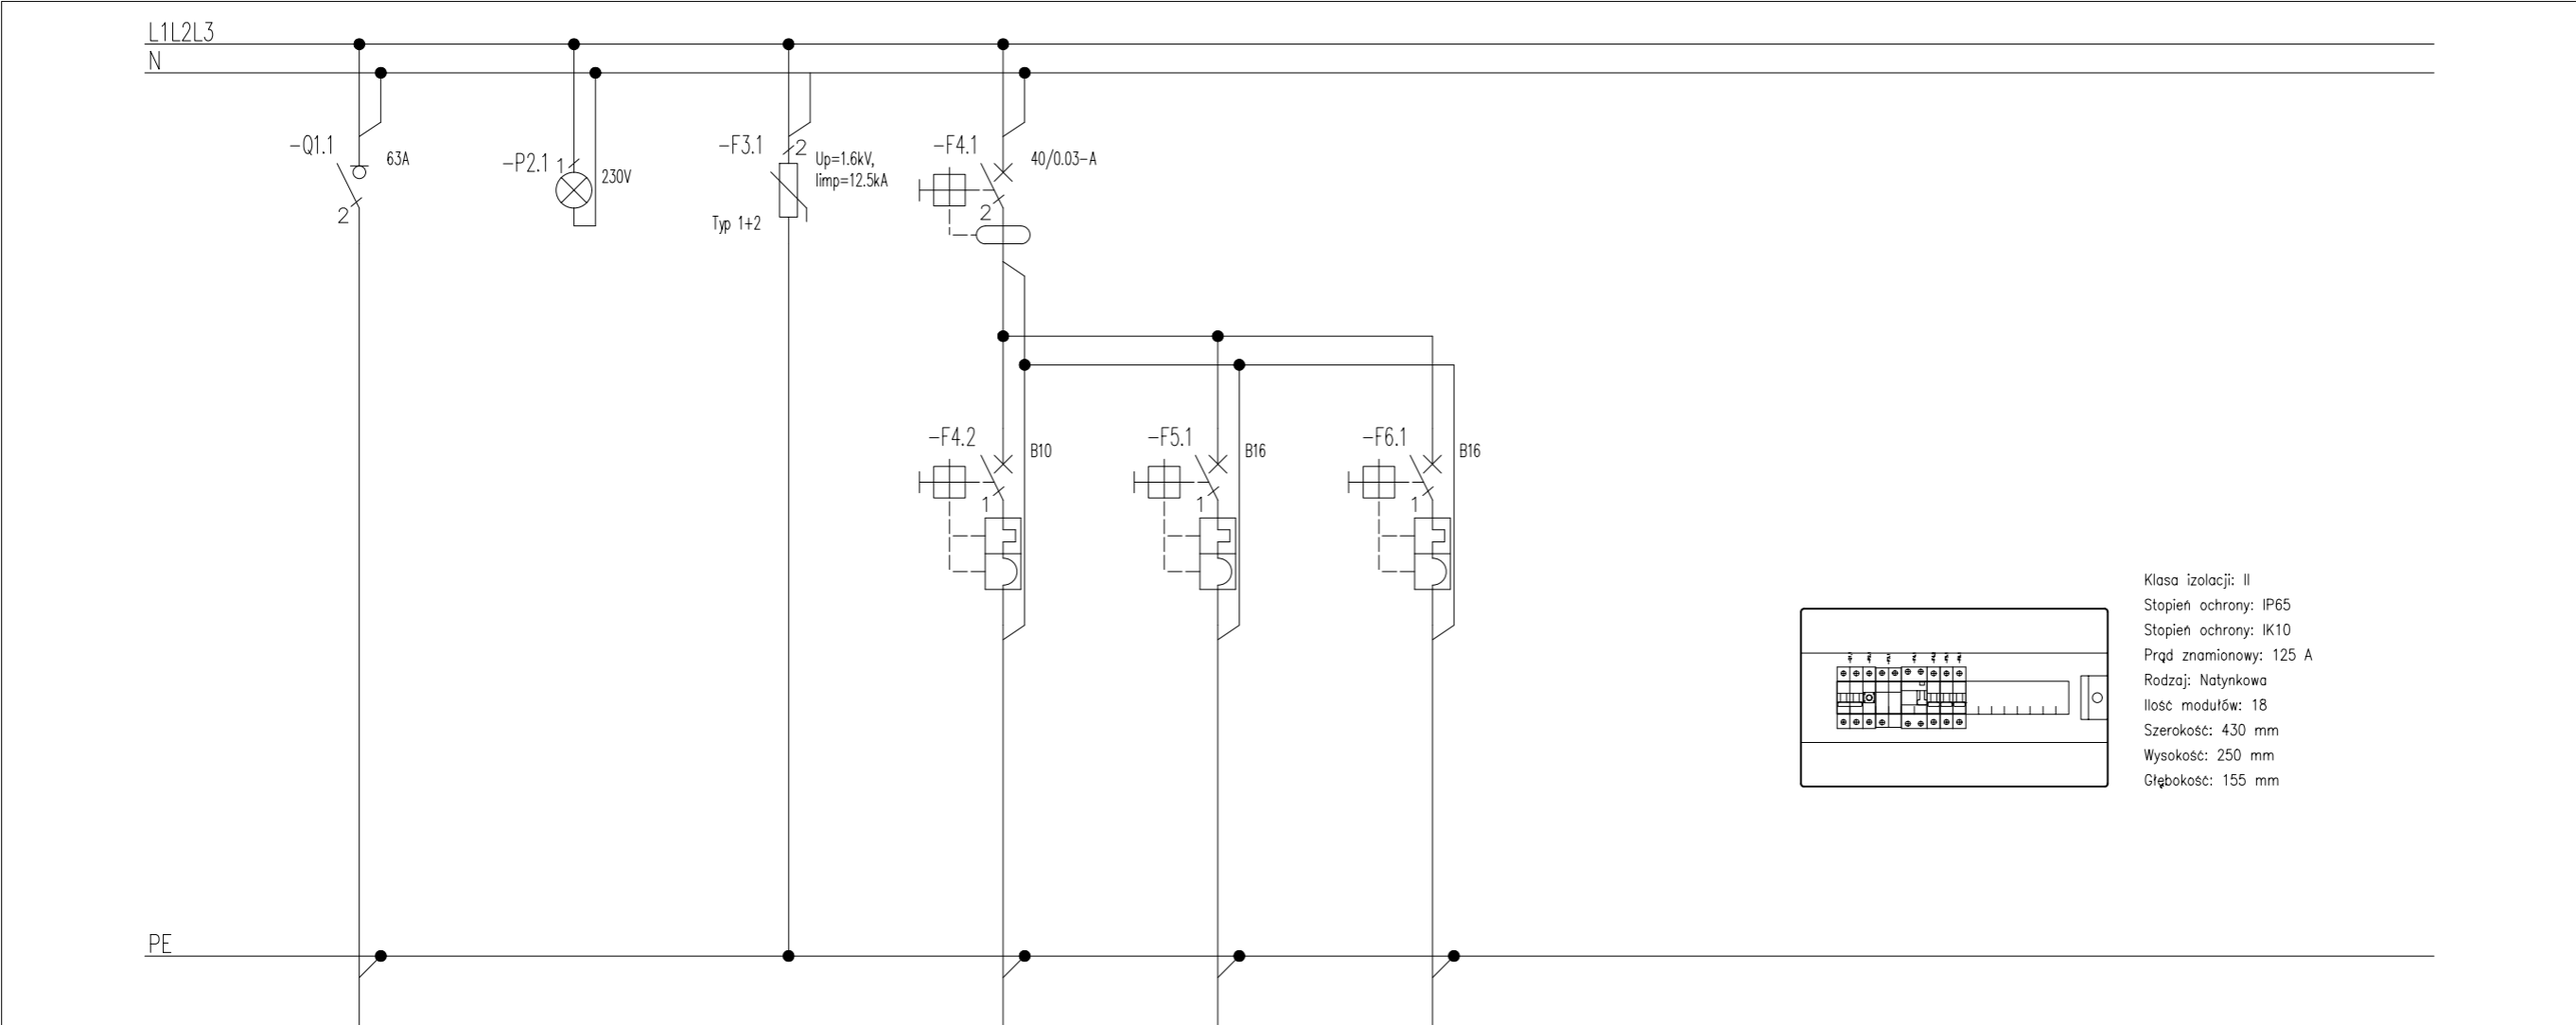 L1L2L3
N
-Q1.1
63A
2
-P2.1
1
230V
-F3.1
2
Up=1.6kV,
Iimp=12.5kA
Typ 1+2
-F4.1
40/0.03-A
2
-F4.2
B10
1
-F5.1
B16
1
-F6.1
B16
1
Klasa izolacji: II
Stopień ochrony: IP65
Stopień ochrony: IK10
Prąd znamionowy: 125 A
Rodzaj: Natynkowa
Ilość modułów: 18
Szerokość: 430 mm
Wysokość: 250 mm
Głębokość: 155 mm
PE